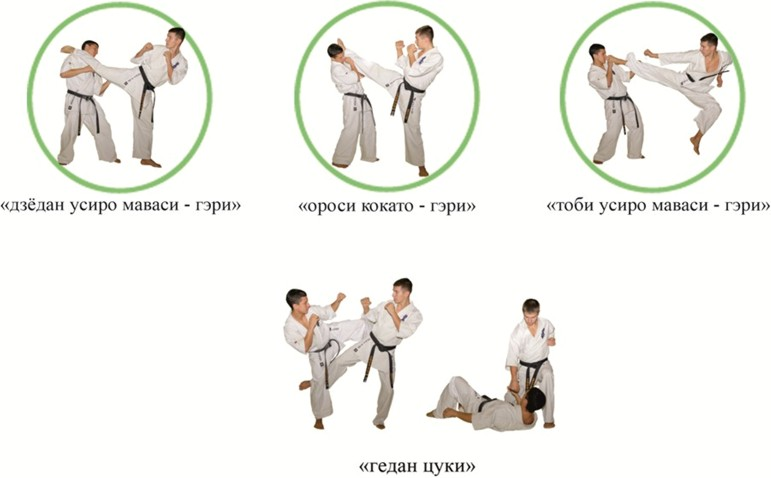 «дзёдан усиро маваси - гэри»
«ороси кокато - гэри»
«тоби усиро маваси - гэри»
«гедан цуки»